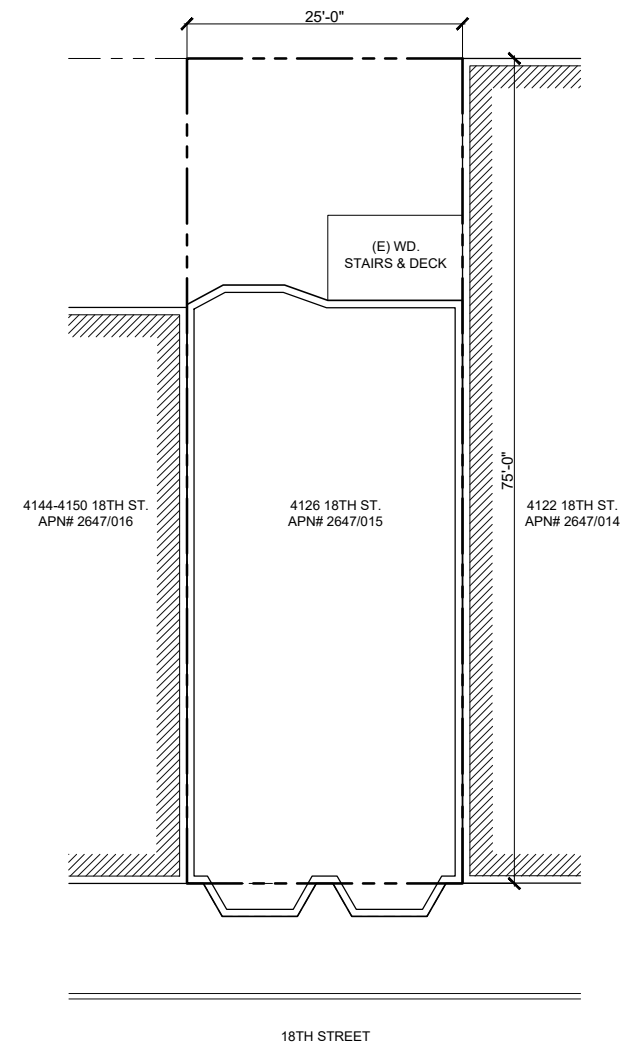 25'-0"
(E) WD.
STAIRS & DECK
75'-0"
4144-4150 18TH ST.
APN# 2647/016
4126 18TH ST.
APN# 2647/015
4122 18TH ST.
APN# 2647/014
18TH STREET